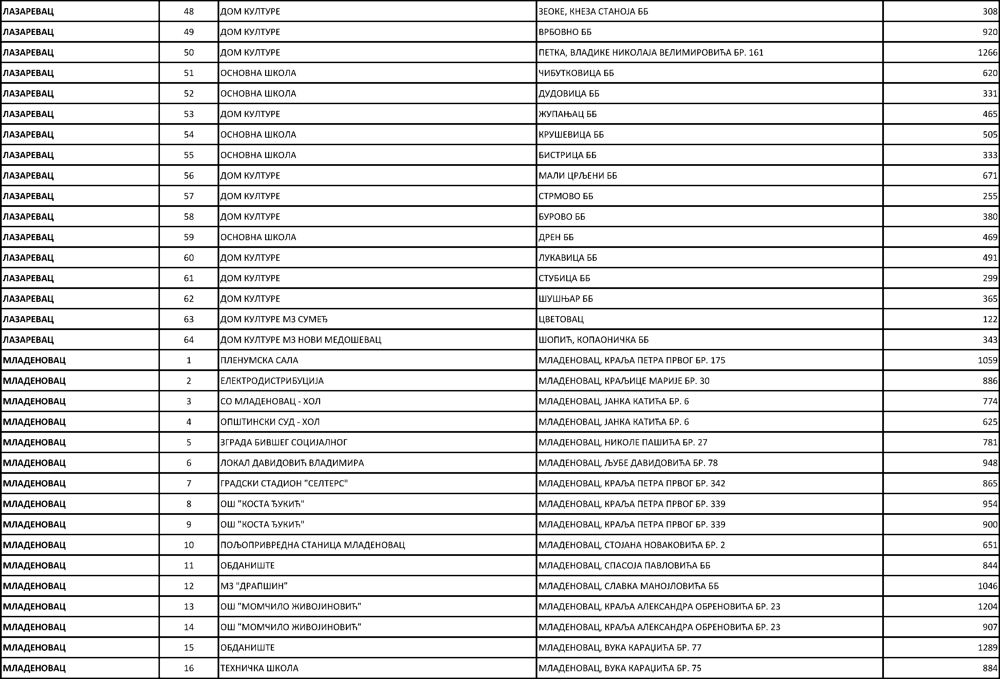 ЛАЗАРЕВАЦ 48 ДОМ КУЛТУРЕ ЗЕОКЕ, КНЕЗА СТАНОЈА ББ 308
ЛАЗАРЕВАЦ 49 ДОМ КУЛТУРЕ ВРБОВНО ББ 920
ЛАЗАРЕВАЦ 50 ДОМ КУЛТУРЕ ПЕТКА, ВЛАДИКЕ НИКОЛАЈА ВЕЛИМИРОВИЋА БР. 161 1266
ЛАЗАРЕВАЦ 51 ОСНОВНА ШКОЛА ЧИБУТКОВИЦА ББ 620
ЛАЗАРЕВАЦ 52 ОСНОВНА ШКОЛА ДУДОВИЦА ББ 331
ЛАЗАРЕВАЦ 53 ДОМ КУЛТУРЕ ЖУПАЊАЦ ББ 465
ЛАЗАРЕВАЦ 54 ОСНОВНА ШКОЛА КРУШЕВИЦА ББ 505
ЛАЗАРЕВАЦ 55 ОСНОВНА ШКОЛА БИСТРИЦА ББ 333
ЛАЗАРЕВАЦ 56 ДОМ КУЛТУРЕ МАЛИ ЦРЉЕНИ ББ 671
ЛАЗАРЕВАЦ 57 ДОМ КУЛТУРЕ СТРМОВО ББ 255
ЛАЗАРЕВАЦ 58 ДОМ КУЛТУРЕ БУРОВО ББ 380
ЛАЗАРЕВАЦ 59 ОСНОВНА ШКОЛА ДРЕН ББ 469
ЛАЗАРЕВАЦ 60 ДОМ КУЛТУРЕ ЛУКАВИЦА ББ 491
ЛАЗАРЕВАЦ 61 ДОМ КУЛТУРЕ СТУБИЦА ББ 299
ЛАЗАРЕВАЦ 62 ДОМ КУЛТУРЕ ШУШЊАР ББ 365
ЛАЗАРЕВАЦ 63 ДОМ КУЛТУРЕ МЗ СУМЕЂ ЦВЕТОВАЦ 122
ЛАЗАРЕВАЦ 64 ДОМ КУЛТУРЕ МЗ НОВИ МЕДОШЕВАЦ ШОПИЋ, КОПАОНИЧКА ББ 343
МЛАДЕНОВАЦ 1 ПЛЕНУМСКА САЛА МЛАДЕНОВАЦ, КРАЉА ПЕТРА ПРВОГ БР. 175 1059
МЛАДЕНОВАЦ 2 ЕЛЕКТРОДИСТРИБУЦИЈА МЛАДЕНОВАЦ, КРАЉИЦЕ МАРИЈЕ БР. 30 886
МЛАДЕНОВАЦ 3 СО МЛАДЕНОВАЦ - ХОЛ МЛАДЕНОВАЦ, ЈАНКА КАТИЋА БР. 6 774
МЛАДЕНОВАЦ 4 ОПШТИНСКИ СУД - ХОЛ МЛАДЕНОВАЦ, ЈАНКА КАТИЋА БР. 6 625
МЛАДЕНОВАЦ 5 ЗГРАДА БИВШЕГ СОЦИЈАЛНОГ МЛАДЕНОВАЦ, НИКОЛЕ ПАШИЋА БР. 27 781
МЛАДЕНОВАЦ 6 ЛОКАЛ ДАВИДОВИЋ ВЛАДИМИРА МЛАДЕНОВАЦ, ЉУБЕ ДАВИДОВИЋА БР. 78 948
МЛАДЕНОВАЦ 7 ГРАДСКИ СТАДИОН "СЕЛТЕРС" МЛАДЕНОВАЦ, КРАЉА ПЕТРА ПРВОГ БР. 342 865
МЛАДЕНОВАЦ 8 ОШ "КОСТА ЂУКИЋ" МЛАДЕНОВАЦ, КРАЉА ПЕТРА ПРВОГ БР. 339 954
МЛАДЕНОВАЦ 9 ОШ "КОСТА ЂУКИЋ" МЛАДЕНОВАЦ, КРАЉА ПЕТРА ПРВОГ БР. 339 900
МЛАДЕНОВАЦ 10 ПОЉОПРИВРЕДНА СТАНИЦА МЛАДЕНОВАЦ МЛАДЕНОВАЦ, СТОЈАНА НОВАКОВИЋА БР. 2 651
МЛАДЕНОВАЦ 11 ОБДАНИШТЕ МЛАДЕНОВАЦ, СПАСОЈА ПАВЛОВИЋА ББ 844
МЛАДЕНОВАЦ 12 МЗ "ДРАПШИН" МЛАДЕНОВАЦ, СЛАВКА МАНОЈЛОВИЋА ББ 1046
МЛАДЕНОВАЦ 13 ОШ "МОМЧИЛО ЖИВОЈИНОВИЋ" МЛАДЕНОВАЦ, КРАЉА АЛЕКСАНДРА ОБРЕНОВИЋА БР. 23 1204
МЛАДЕНОВАЦ 14 ОШ "МОМЧИЛО ЖИВОЈИНОВИЋ" МЛАДЕНОВАЦ, КРАЉА АЛЕКСАНДРА ОБРЕНОВИЋА БР. 23 907
МЛАДЕНОВАЦ 15 ОБДАНИШТЕ МЛАДЕНОВАЦ, ВУКА КАРАЏИЋА БР. 77 1289
МЛАДЕНОВАЦ 16 ТЕХНИЧКА ШКОЛА МЛАДЕНОВАЦ, ВУКА КАРАЏИЋА БР. 75 884